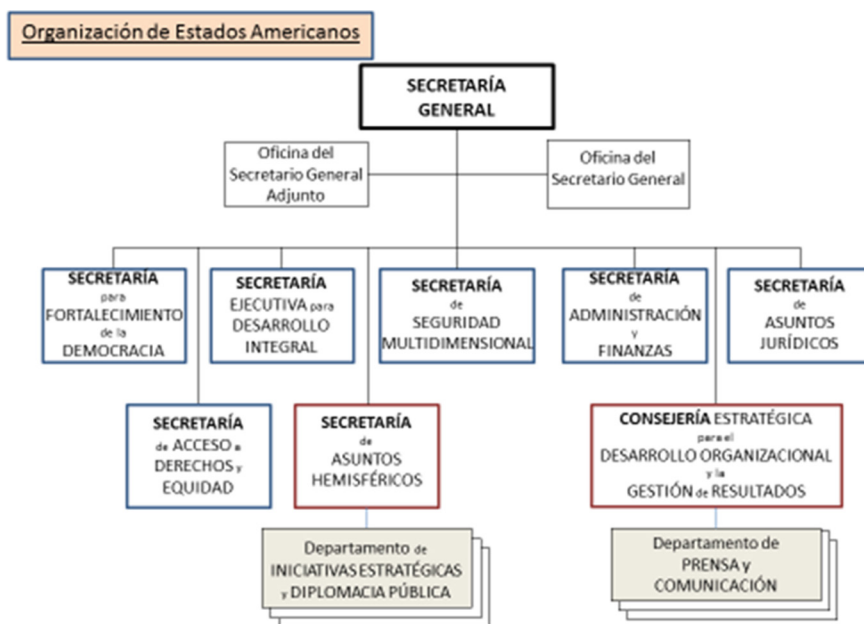 Organización de Estados Americanos
SECRETARÍA
GENERAL
Oficina del
Secretario General
Adjunto
Oficina del
Secretario General
SECRETARÍA
para
FORTALECIMIENTO
de la
DEMOCRACIA
SECRETARÍA
EJECUTIVA para
DESARROLLO
INTEGRAL
SECRETARÍA
de
SEGURIDAD
MULTIDIMENSIONAL
SECRETARÍA
de
ADMINISTRACIÓN
y
FINANZAS
SECRETARÍA
de
ASUNTOS
JURÍDICOS
SECRETARÍA
de ACCESO a
DERECHOS y
EQUIDAD
SECRETARÍA
de
ASUNTOS
HEMISFÉRICOS
CONSEJERÍA ESTRATÉGICA
para el
DESARROLLO ORGANIZACIONAL
y la
GESTIÓN de RESULTADOS
Departamento de
INICIATIVAS ESTRATÉGICAS
y DIPLOMACIA PÚBLICA
Departamento de
PRENSA y
COMUNICACIÓN